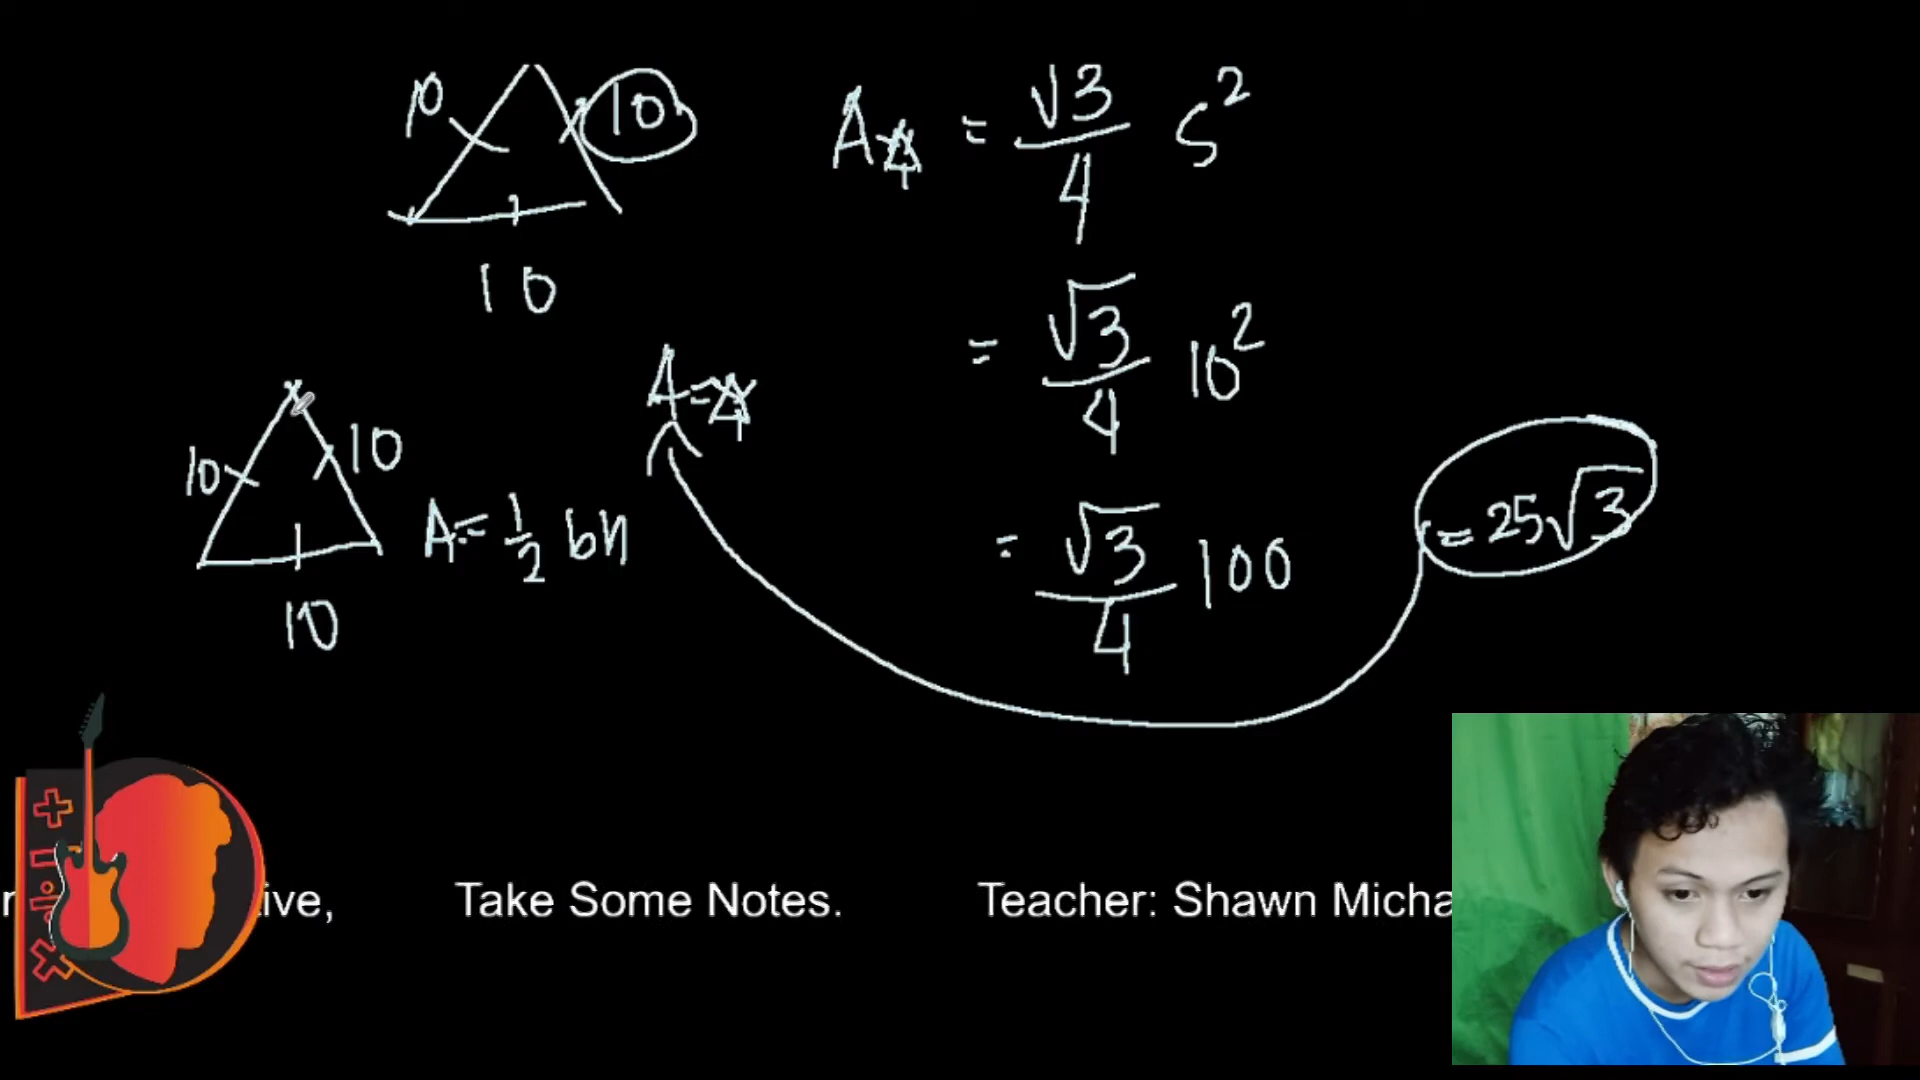 10
10
10
A = √3/4 S²
= √3/4 10²
= √3/4 100
= 25√3
10
10
10
A = 1/2 bh
A =
ive,
Take Some Notes.
Teacher: Shawn Micha